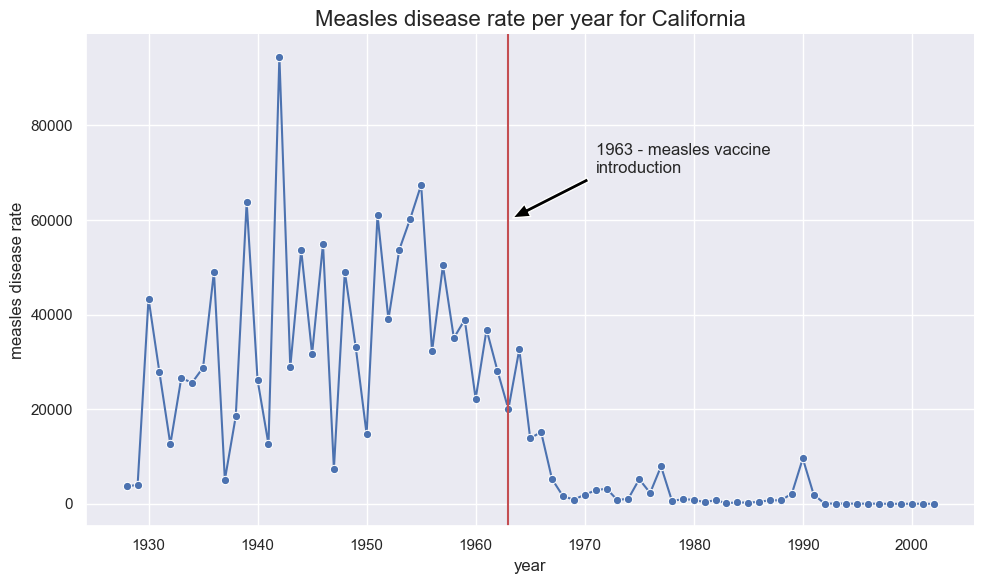 Measles disease rate per year for California
measles disease rate
80000
60000
40000
20000
0
1963 - measles vaccine
introduction
1930
1940
1950
1960
1970
1980
1990
2000
year